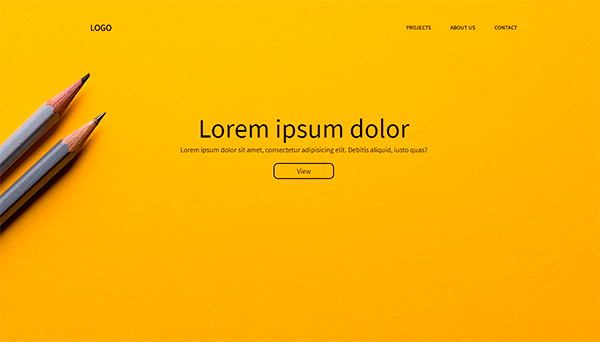 LOGO
PROJECTS ABOUT US CONTACT
Lorem ipsum dolor
Lorem ipsum dolor sit amet, consectetur adipisicing elit. Debitis aliquid, iusto quas?
View